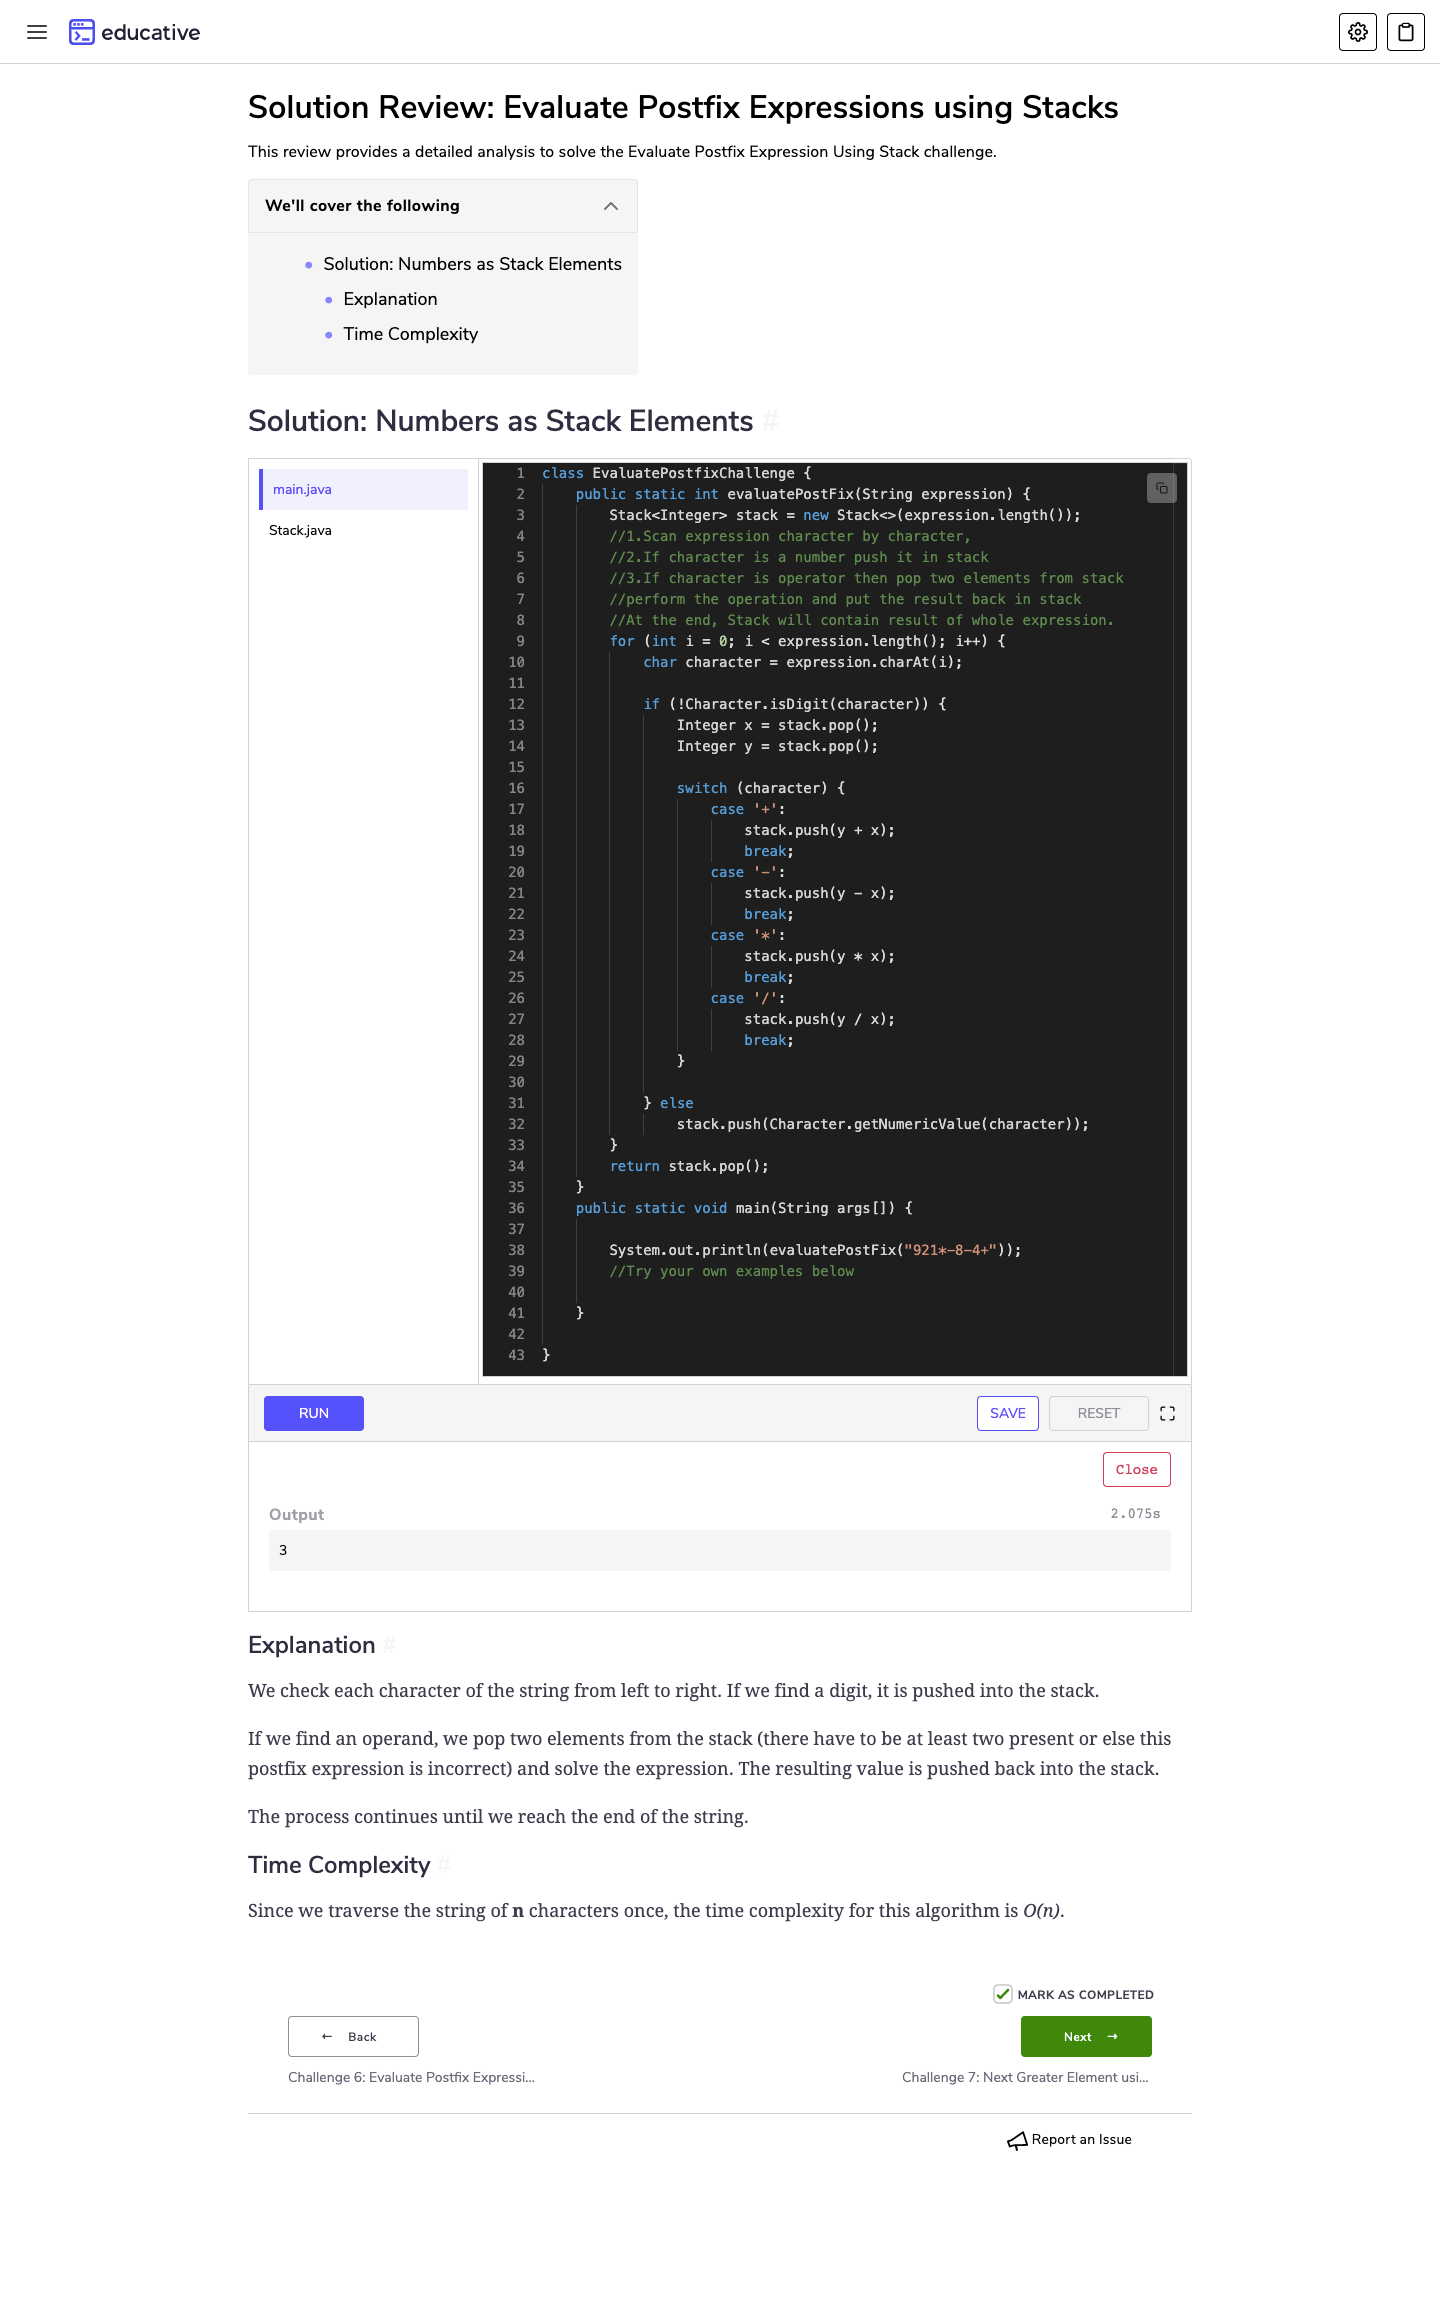 educative
Solution Review: Evaluate Postfix Expressions using Stacks
This review provides a detailed analysis to solve the Evaluate Postfix Expression Using Stack challenge.
We'll cover the following
Solution: Numbers as Stack Elements
Explanation
Time Complexity
Solution: Numbers as Stack Elements #
main.java
Stack.java
1 class EvaluatePostfixChallenge {
2     public static int evaluatePostFix(String expression) {
3         Stack<Integer> stack = new Stack<>(expression.length());
4         //1.Scan expression character by character,
5         //2.If character is a number push it in stack
6         //3.If character is operator then pop two elements from stack
7         //perform the operation and put the result back in stack
8         //At the end, Stack will contain result of whole expression.
9         for (int i = 0; i < expression.length(); i++) {
10             char character = expression.charAt(i);
11
12             if (!Character.isDigit(character)) {
13                 Integer x = stack.pop();
14                 Integer y = stack.pop();
15
16                 switch (character) {
17                     case '+':
18                         stack.push(y + x);
19                         break;
20                     case '-':
21                         stack.push(y - x);
22                         break;
23                     case '*':
24                         stack.push(y * x);
25                         break;
26                     case '/':
27                         stack.push(y / x);
28                         break;
29                 }
30
31             } else
32                 stack.push(Character.getNumericValue(character));
33         }
34         return stack.pop();
35     }
36     public static void main(String args[]) {
37
38         System.out.println(evaluatePostFix("921*-8-4+"));
39         //Try your own examples below
40
41     }
42
43 }
RUN
SAVE
RESET
Close
Output
2.075s
3
Explanation #
We check each character of the string from left to right. If we find a digit, it is pushed into the stack.
If we find an operand, we pop two elements from the stack (there have to be at least two present or else this
postfix expression is incorrect) and solve the expression. The resulting value is pushed back into the stack.
The process continues until we reach the end of the string.
Time Complexity #
Since we traverse the string of n characters once, the time complexity for this algorithm is O(n).
MARK AS COMPLETED
← Back
Next →
Challenge 6: Evaluate Postfix Expressi...
Challenge 7: Next Greater Element usi...
Report an Issue